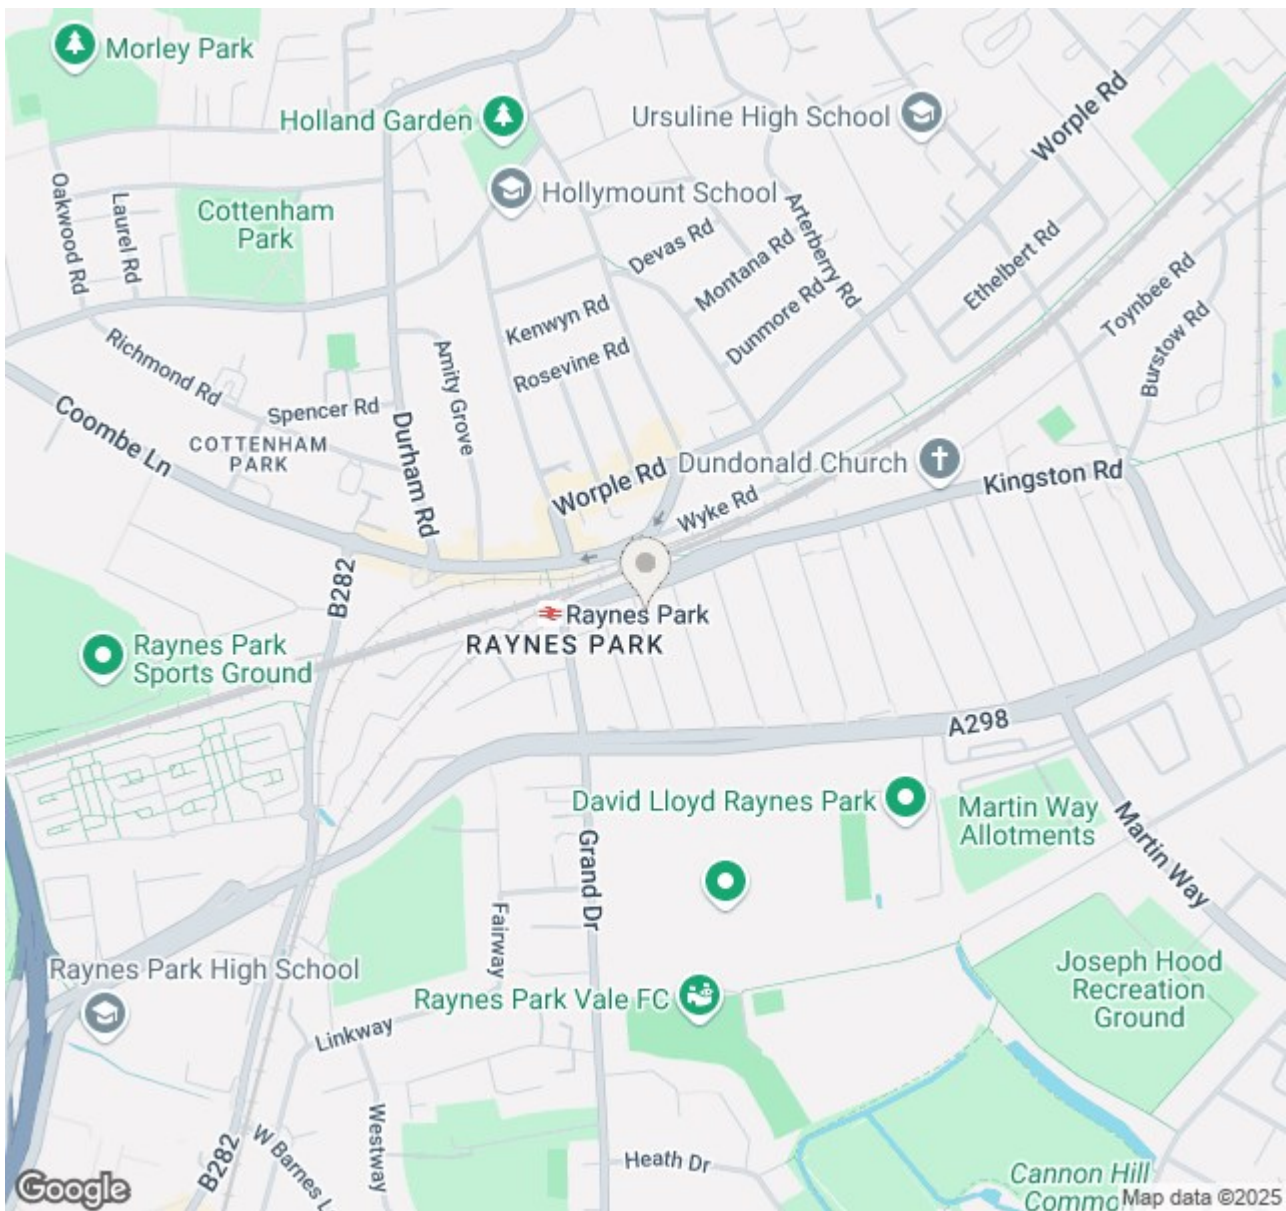 Morley Park
Holland Garden
Ursuline High School
Worple Rd
Hollymount School
Oakwood Rd
Laurel Rd
Cottenham
Park
Devas Rd
Montana Rd
Arterberry Rd
Ethelbert Rd
Toynbee Rd
Burstow Rd
Kenwyn Rd
Dunmore Rd
Rosevine Rd
Richmond Rd
Amity Grove
Spencer Rd
Coombe Ln
COTTENHAM
PARK
Durham Rd
Worple Rd
Dundonald Church
Kingston Rd
Wyke Rd
B282
Raynes Park
RAYNES PARK
Raynes Park
Sports Ground
A298
David Lloyd Raynes Park
Martin Way
Allotments
Martin Way
Grand Dr
Fairway
Raynes Park High School
Raynes Park Vale FC
Joseph Hood
Recreation
Ground
Linkway
Westway
B282
W Barnes L
Heath Dr
Cannon Hill
Common
Google
Map data ©2025